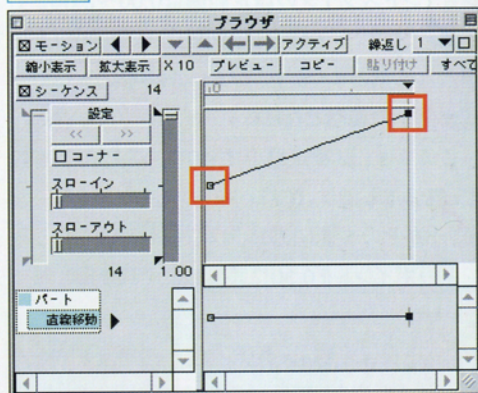 ブラウザ
モーション アクティブ 繰返し 1
縮小表示 拡大表示 X10 プレビュー コピー 貼り付け すべて
シーケンス 14 0
設定
<< >>
コーナー
スローイン
スローアウト
14 1.00
パート
直線移動